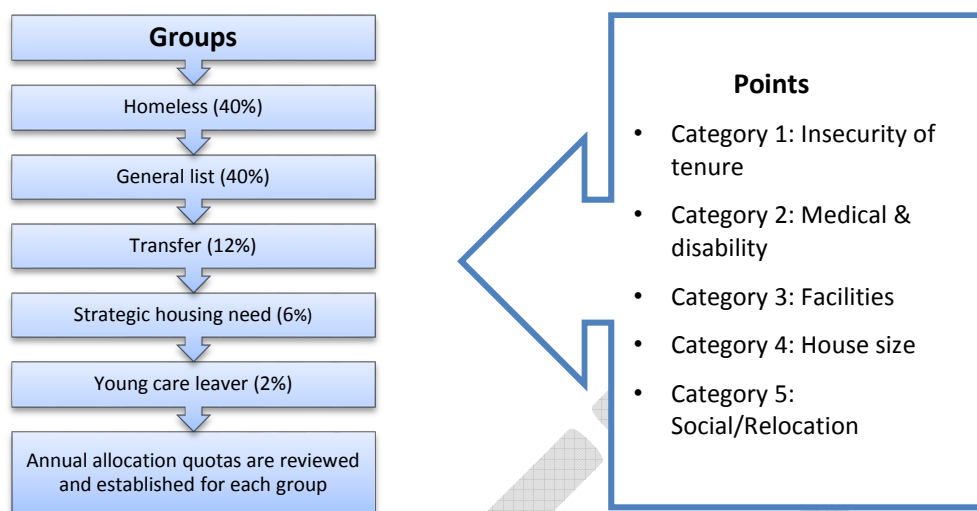 Groups
Homeless (40%)
General list (40%)
Transfer (12%)
Strategic housing need (6%)
Young care leaver (2%)
Annual allocation quotas are reviewed
and established for each group
Points
• Category 1: Insecurity of
tenure
• Category 2: Medical &
disability
• Category 3: Facilities
• Category 4: House size
• Category 5:
Social/Relocation